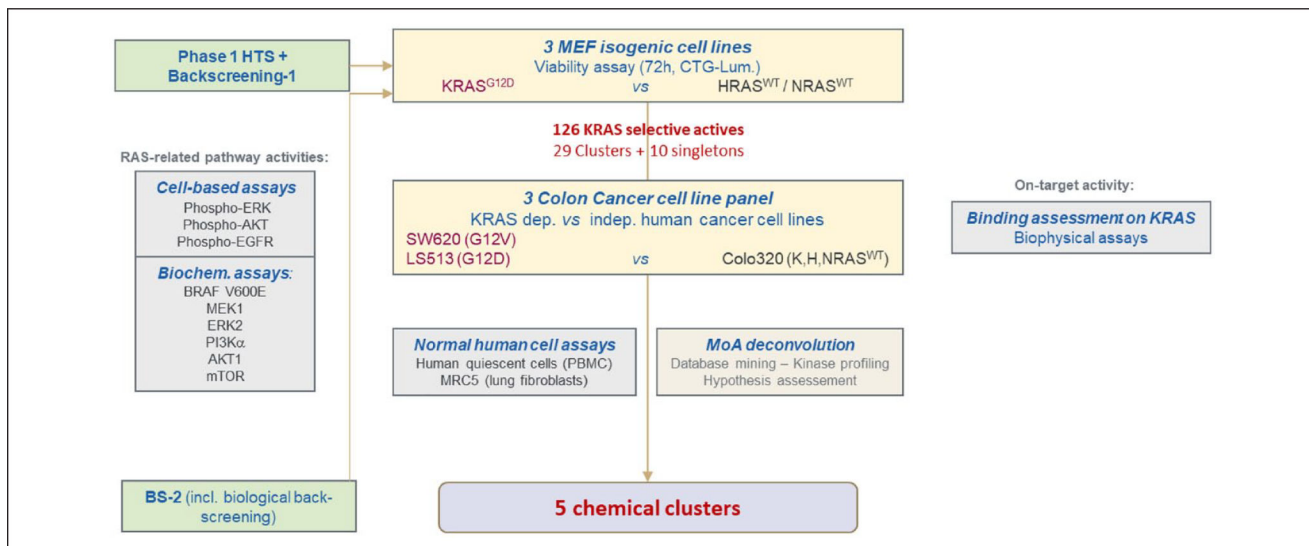 Phase 1 HTS +
Backscreening-1
3 MEF isogenic cell lines
Viability assay (72h, CTG-Lum.)
KRASᴳ¹²ᴰ vs HRASᵂᵀ / NRASᵂᵀ
126 KRAS selective actives
29 Clusters + 10 singletons
RAS-related pathway activities:
Cell-based assays
Phospho-ERK
Phospho-AKT
Phospho-EGFR
Biochem. assays:
BRAF V600E
MEK1
ERK2
PI3Kα
AKT1
mTOR
3 Colon Cancer cell line panel
KRAS dep. vs indep. human cancer cell lines
SW620 (G12V)
LS513 (G12D) vs Colo320 (K,H,NRASᵂᵀ)
On-target activity:
Binding assessment on KRAS
Biophysical assays
Normal human cell assays
Human quiescent cells (PBMC)
MRC5 (lung fibroblasts)
MoA deconvolution
Database mining – Kinase profiling
Hypothesis assessement
BS-2 (incl. biological back-
screening)
5 chemical clusters